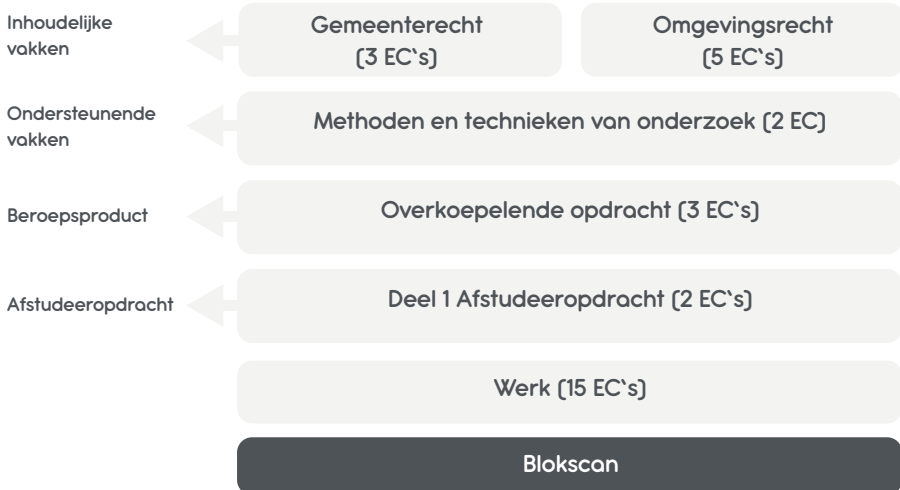 Inhoudelijke
vakken
Gemeenterecht
(3 EC`s)
Omgevingsrecht
(5 EC`s)
Ondersteunende
vakken
Methoden en technieken van onderzoek (2 EC)
Beroepsproduct
Overkoepelende opdracht (3 EC`s)
Afstudeeropdracht
Deel 1 Afstudeeropdracht (2 EC`s)
Werk (15 EC`s)
Blokscan